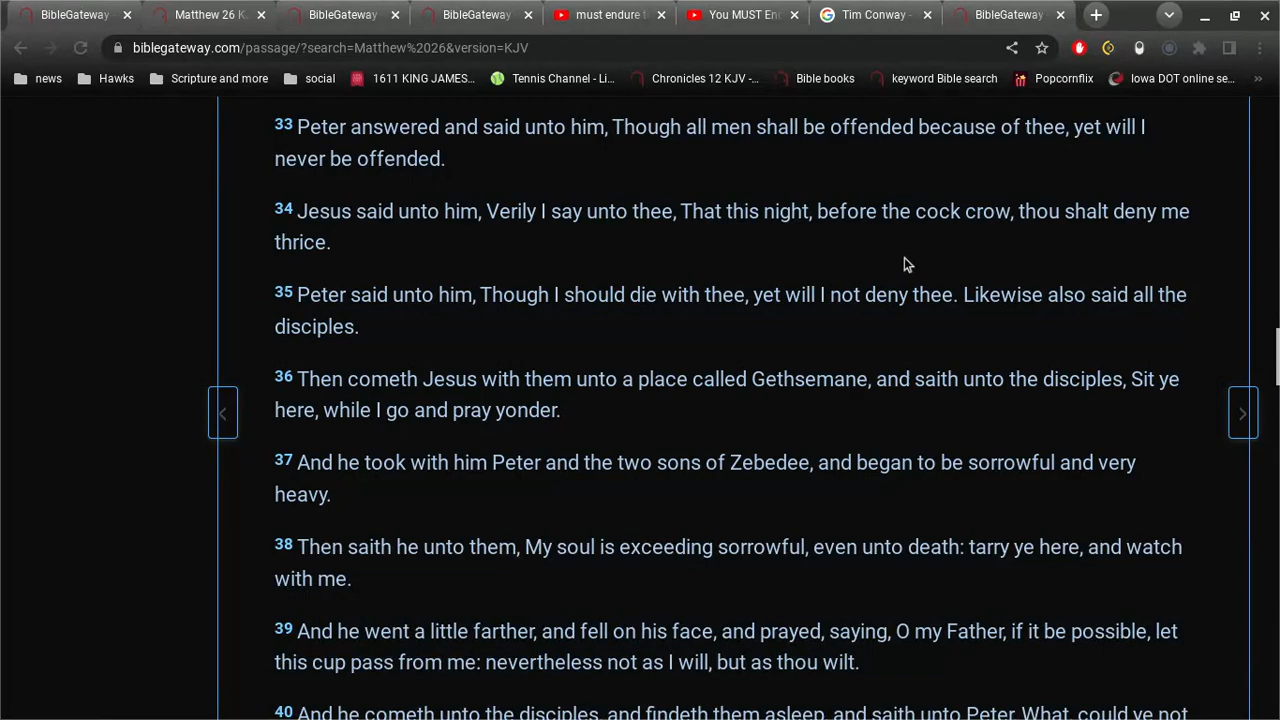 BibleGateway
Matthew 26 K
BibleGateway
BibleGateway
must endure t
You MUST En
Tim Conway -
BibleGateway
biblegateway.com/passage/?search=Matthew%2026&version=KJV
news
Hawks
Scripture and more
social
1611 KING JAMES...
Tennis Channel - Li...
Chronicles 12 KJV -...
Bible books
keyword Bible search
Popcornflix
Iowa DOT online se...
33 Peter answered and said unto him, Though all men shall be offended because of thee, yet will I
never be offended.
34 Jesus said unto him, Verily I say unto thee, That this night, before the cock crow, thou shalt deny me
thrice.
35 Peter said unto him, Though I should die with thee, yet will I not deny thee. Likewise also said all the
disciples.
36 Then cometh Jesus with them unto a place called Gethsemane, and saith unto the disciples, Sit ye
here, while I go and pray yonder.
37 And he took with him Peter and the two sons of Zebedee, and began to be sorrowful and very
heavy.
38 Then saith he unto them, My soul is exceeding sorrowful, even unto death: tarry ye here, and watch
with me.
39 And he went a little farther, and fell on his face, and prayed, saying, O my Father, if it be possible, let
this cup pass from me: nevertheless not as I will, but as thou wilt.
40 And he cometh unto the disciples, and findeth them asleep, and saith unto Peter, What, could ye not